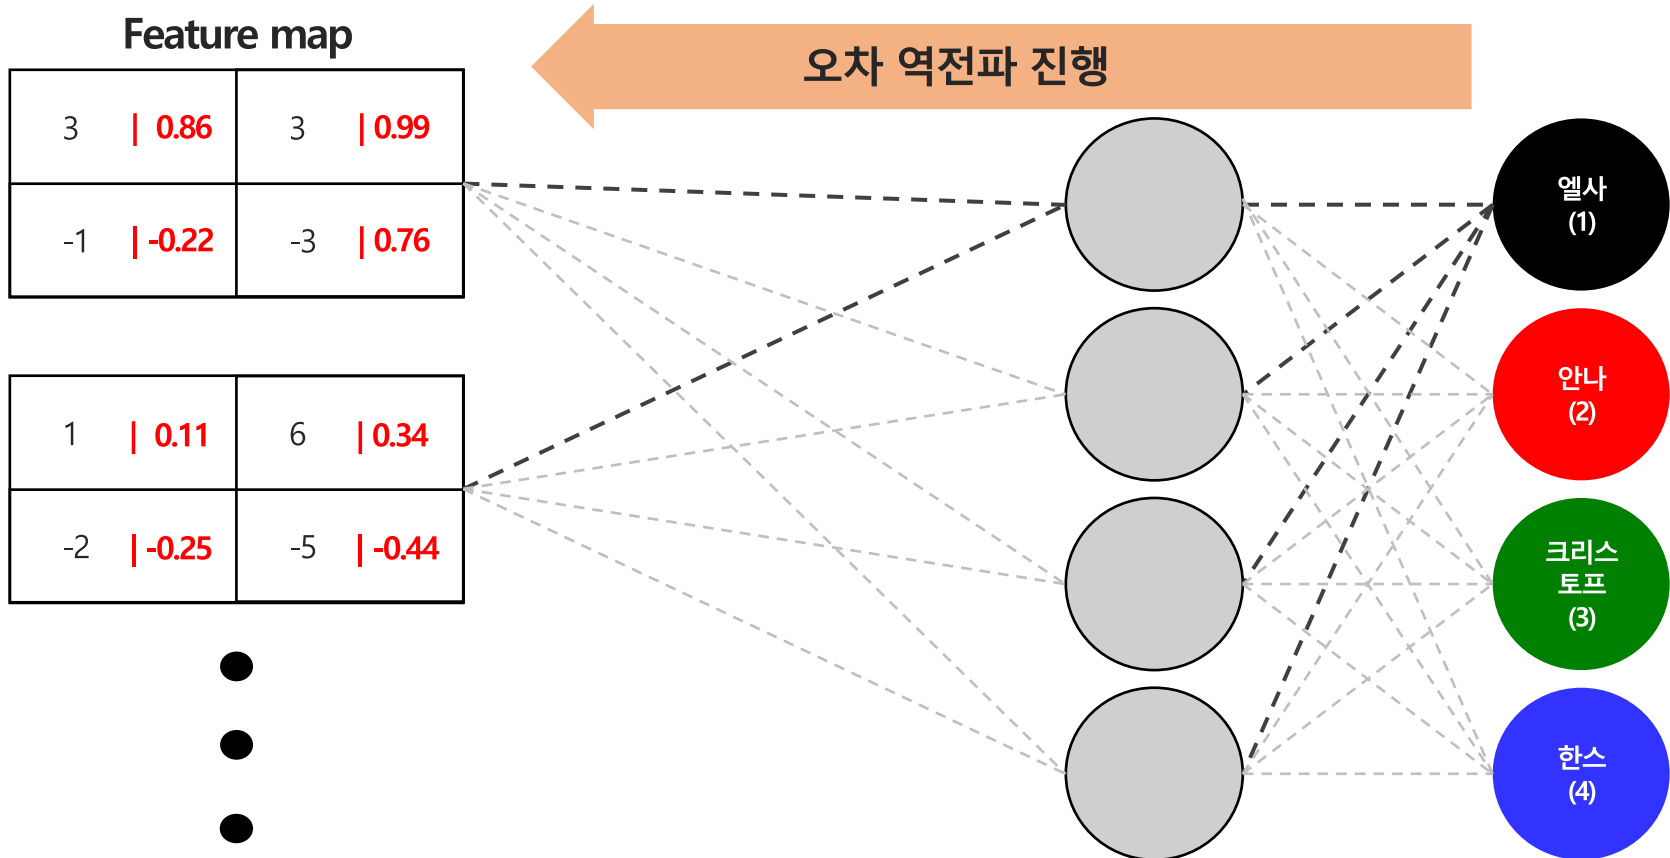 Feature map
오차 역전파 진행
3 | 0.86 3 | 0.99
-1 | -0.22 -3 | 0.76
1 | 0.11 6 | 0.34
-2 | -0.25 -5 | -0.44
엘사
(1)
안나
(2)
크리스
토프
(3)
한스
(4)